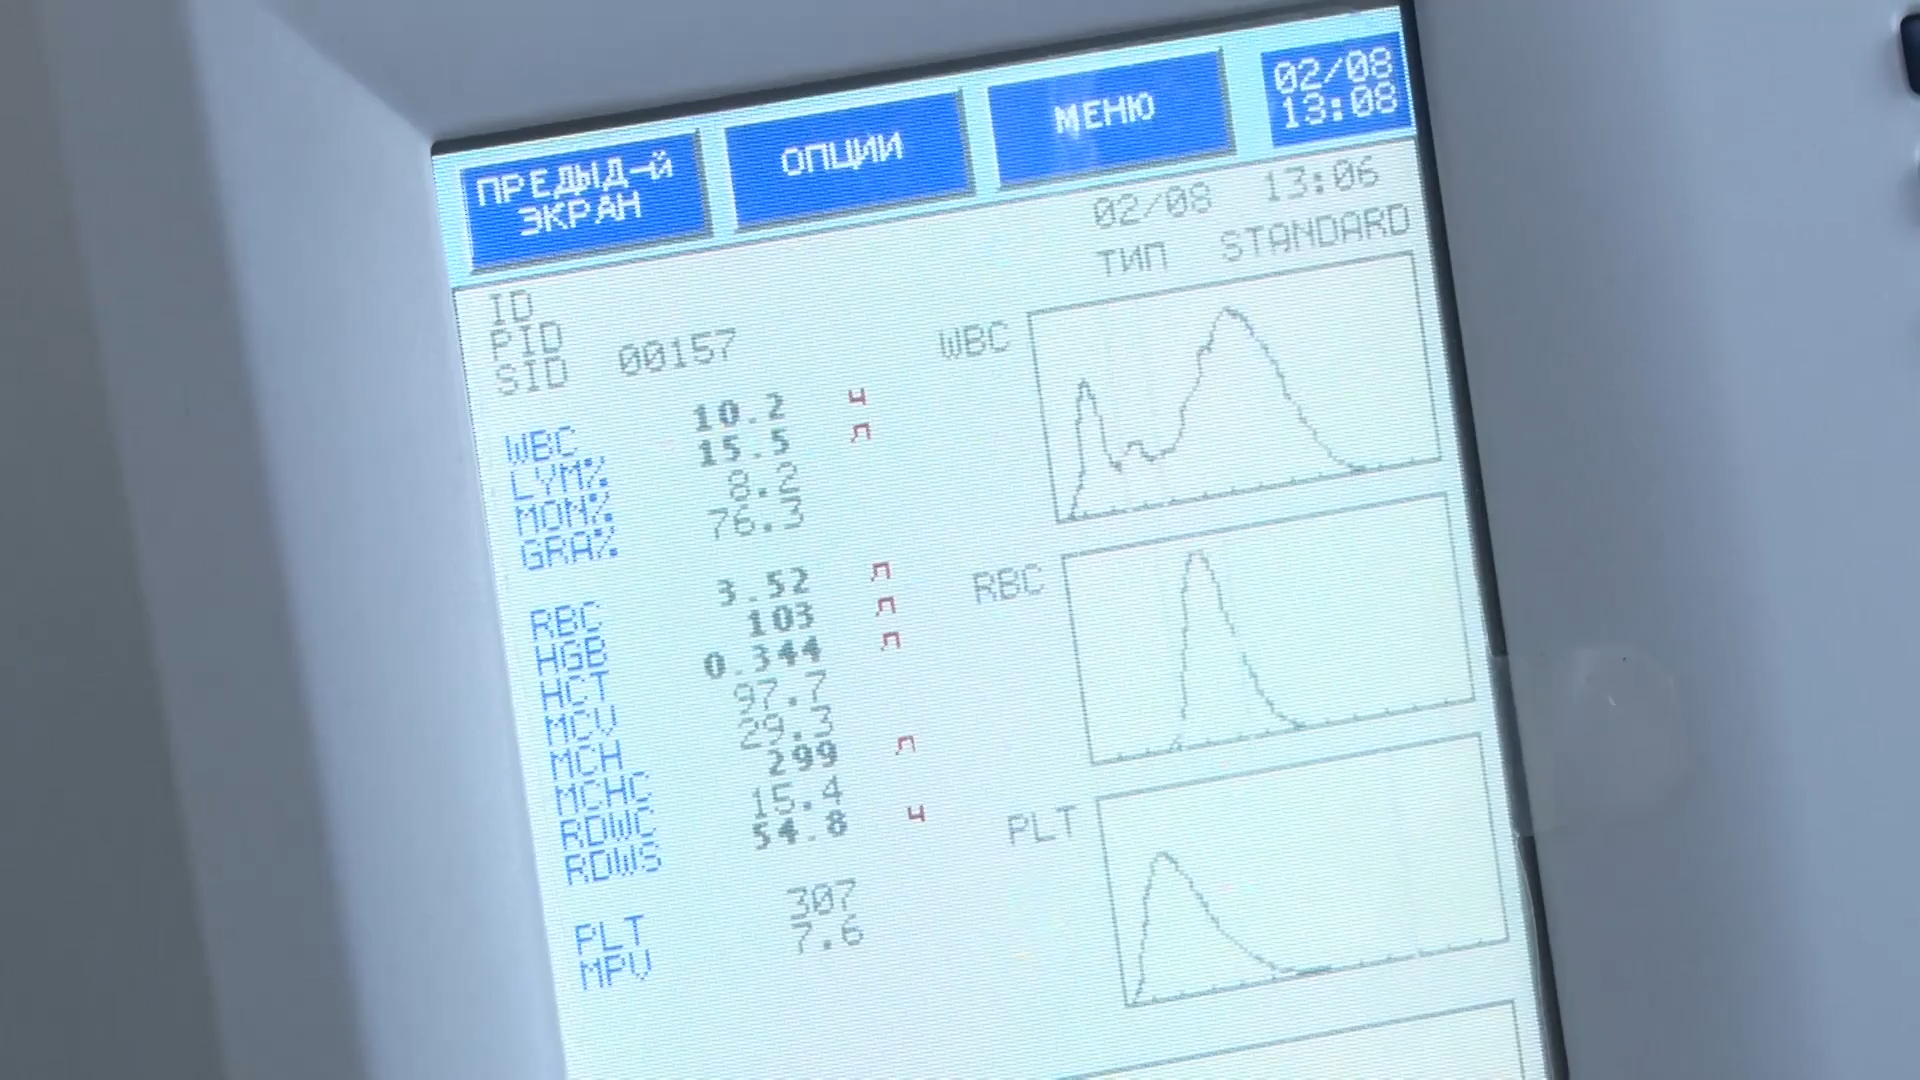 ПРЕДЫД-й
ЭКРАН
ОПЦИИ
МЕНЮ
02/08
13:08
02/08 13:06
ТИП STANDARD
ID
PID
SID 00157
WBC 10.2 ч
LYM% 15.5 л
MON% 8.2
GRA% 76.3
RBC 3.52 л
HGB 103 л
HCT 0.344 л
MCV 97.7
MCH 29.3
MCHC 299 л
RDWC 15.4
RDWS 54.8 ч
PLT 307
MPV 7.6
WBC
RBC
PLT